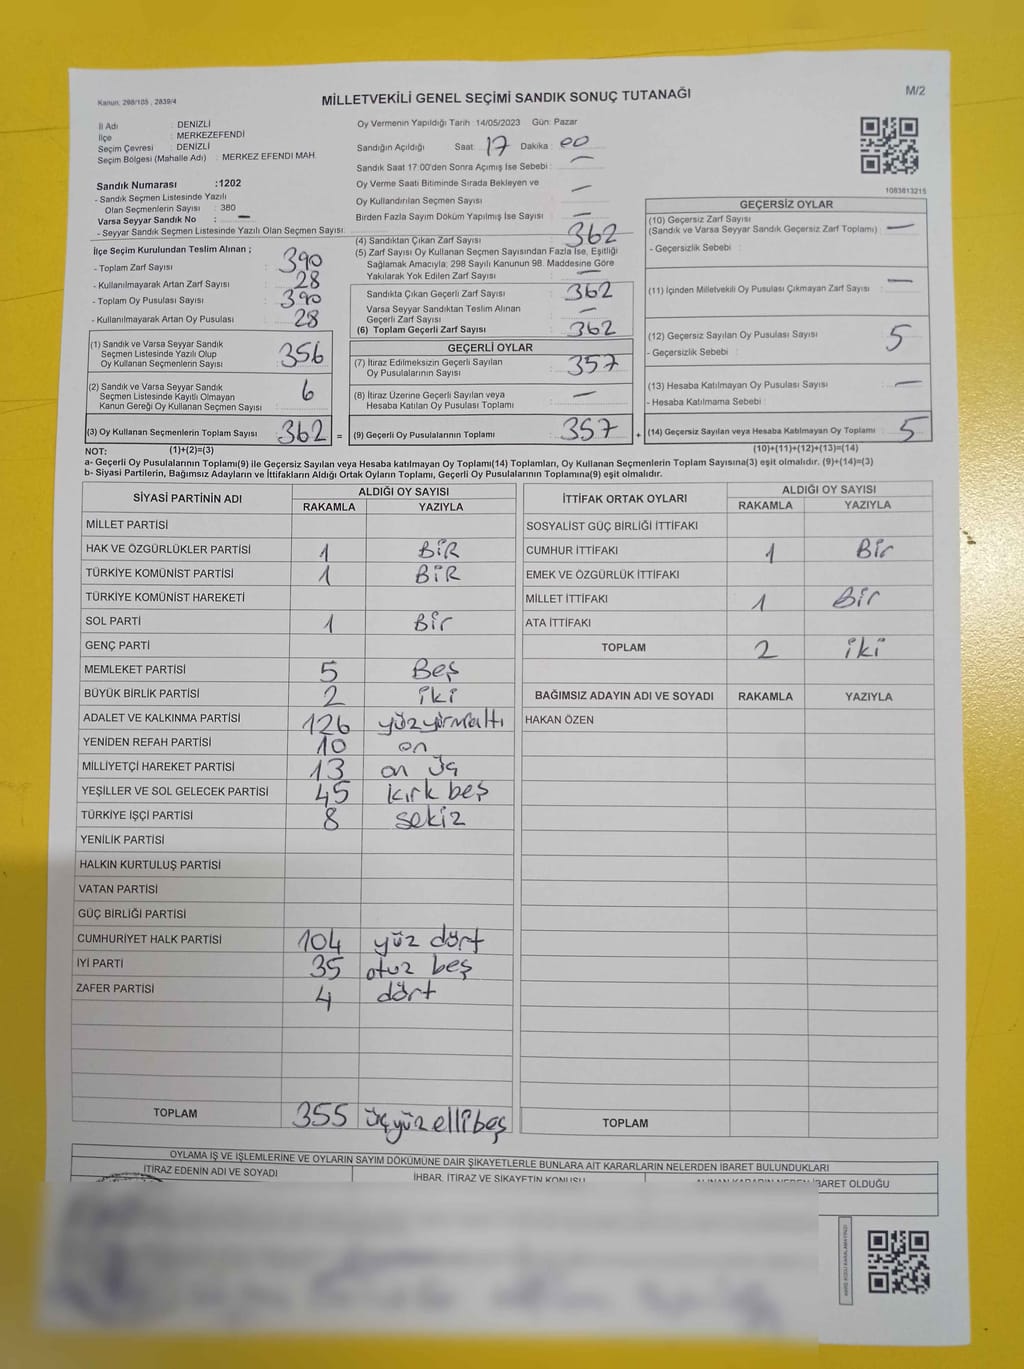 Kanun, 298/105 , 2839/4
MİLLETVEKİLİ GENEL SEÇİMİ SANDIK SONUÇ TUTANAĞI
M/2
İl Adı : DENİZLİ
İlçe : MERKEZEFENDİ
Seçim Çevresi : DENİZLİ
Seçim Bölgesi (Mahalle Adı) : MERKEZ EFENDİ MAH.
Sandık Numarası :1202
- Sandık Seçmen Listesinde Yazılı
Olan Seçmenlerin Sayısı : 380
Varsa Seyyar Sandık No : —
- Seyyar Sandık Seçmen Listesinde Yazılı Olan Seçmen Sayısı:
Oy Vermenin Yapıldığı Tarih 14/05/2023 Gün: Pazar
Sandığın Açıldığı Saat: 17 Dakika: 00
Sandık Saat 17:00'den Sonra Açımış İse Sebebi : —
Oy Verme Saati Bitiminde Sırada Bekleyen ve
Oy Kullandırılan Seçmen Sayısı —
Birden Fazla Sayım Döküm Yapılmış İse Sayısı —
1083813215
İlçe Seçim Kurulundan Teslim Alınan ;
- Toplam Zarf Sayısı : 390
- Kullanılmayarak Artan Zarf Sayısı : 28
- Toplam Oy Pusulası Sayısı : 390
- Kullanılmayarak Artan Oy Pusulası : 28
(1) Sandık ve Varsa Seyyar Sandık
Seçmen Listesinde Yazılı Olup
Oy Kullanan Seçmenlerin Sayısı : 356
(2) Sandık ve Varsa Seyyar Sandık
Seçmen Listesinde Kayıtlı Olmayan
Kanun Gereği Oy Kullanan Seçmen Sayısı : 6
(3) Oy Kullanan Seçmenlerin Toplam Sayısı : 362 =
(4) Sandıktan Çıkan Zarf Sayısı : 362
(5) Zarf Sayısı Oy Kullanan Seçmen Sayısından Fazla İse, Eşitliği
Sağlamak Amacıyla; 298 Sayılı Kanunun 98. Maddesine Göre
Yakılarak Yok Edilen Zarf Sayısı : —
Sandıkta Çıkan Geçerli Zarf Sayısı : 362
Varsa Seyyar Sandıktan Teslim Alınan
Geçerli Zarf Sayısı : —
(6) Toplam Geçerli Zarf Sayısı : 362
GEÇERLİ OYLAR
(7) İtiraz Edilmeksizin Geçerli Sayılan
Oy Pusulalarının Sayısı : 357
(8) İtiraz Üzerine Geçerli Sayılan veya
Hesaba Katılan Oy Pusulası Toplamı : —
(9) Geçerli Oy Pusulalarının Toplamı : 357 +
GEÇERSİZ OYLAR
(10) Geçersiz Zarf Sayısı
(Sandık ve Varsa Seyyar Sandık Geçersiz Zarf Toplamı) : —
- Geçersizlik Sebebi :
(11) İçinden Milletvekili Oy Pusulası Çıkmayan Zarf Sayısı : —
(12) Geçersiz Sayılan Oy Pusulası Sayısı : 5
- Geçersizlik Sebebi :
(13) Hesaba Katılmayan Oy Pusulası Sayısı : —
- Hesaba Katılmama Sebebi :
(14) Geçersiz Sayılan veya Hesaba Katılmayan Oy Toplamı : 5
NOT: (1)+(2)=(3) (10)+(11)+(12)+(13)=(14)
a- Geçerli Oy Pusulalarının Toplamı(9) ile Geçersiz Sayılan veya Hesaba katılmayan Oy Toplamı(14) Toplamları, Oy Kullanan Seçmenlerin Toplam Sayısına(3) eşit olmalıdır. (9)+(14)=(3)
b- Siyasi Partilerin, Bağımsız Adayların ve İttifakların Aldığı Ortak Oyların Toplamı, Geçerli Oy Pusulalarının Toplamına(9) eşit olmalıdır.
SİYASİ PARTİNİN ADI ALDIĞI OY SAYISI
RAKAMLA YAZIYLA
MİLLET PARTİSİ
HAK VE ÖZGÜRLÜKLER PARTİSİ 1 BİR
TÜRKİYE KOMÜNİST PARTİSİ 1 BİR
TÜRKİYE KOMÜNİST HAREKETİ
SOL PARTİ 1 Bir
GENÇ PARTİ
MEMLEKET PARTİSİ 5 Beş
BÜYÜK BİRLİK PARTİSİ 2 iki
ADALET VE KALKINMA PARTİSİ 126 yüzyirmaltı
YENİDEN REFAH PARTİSİ 10 on
MİLLİYETÇİ HAREKET PARTİSİ 13 on üç
YEŞİLLER VE SOL GELECEK PARTİSİ 45 kırk beş
TÜRKİYE İŞÇİ PARTİSİ 8 sekiz
YENİLİK PARTİSİ
HALKIN KURTULUŞ PARTİSİ
VATAN PARTİSİ
GÜÇ BİRLİĞİ PARTİSİ
CUMHURİYET HALK PARTİSİ 104 yüz dört
İYİ PARTİ 35 otuz beş
ZAFER PARTİSİ 4 dört
TOPLAM 355 üçyüzellibeş
İTTİFAK ORTAK OYLARI ALDIĞI OY SAYISI
RAKAMLA YAZIYLA
SOSYALİST GÜÇ BİRLİĞİ İTTİFAKI
CUMHUR İTTİFAKI 1 Bir
EMEK VE ÖZGÜRLÜK İTTİFAKI
MİLLET İTTİFAKI 1 Bir
ATA İTTİFAKI
TOPLAM 2 iki
BAĞIMSIZ ADAYIN ADI VE SOYADI RAKAMLA YAZIYLA
HAKAN ÖZEN
TOPLAM
OYLAMA İŞ VE İŞLEMLERİNE VE OYLARIN SAYIM DÖKÜMÜNE DAİR ŞİKAYETLERLE BUNLARA AİT KARARLARIN NELERDEN İBARET BULUNDUKLARI
İTİRAZ EDENİN ADI VE SOYADI
İHBAR, İTİRAZ VE ŞİKAYETİN KONUSU
ALINAN KARARIN NEDEN İBARET OLDUĞU